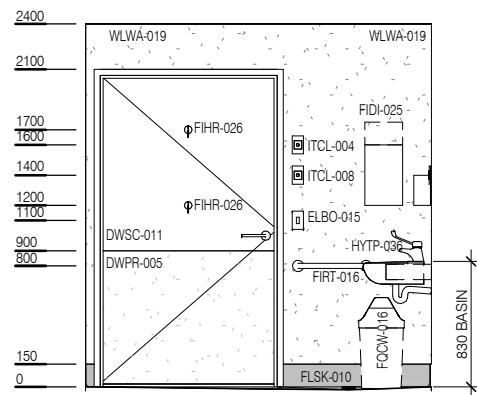 2400
WLWA-019
WLWA-019
2100
FIDI-025
1700
FIHR-026
1600
ITCL-004
1400
ITCL-008
1200
FIHR-026
1100
ELBO-015
DWSC-011
HYTP-036
900
800
DWPR-005
FIRT-016
FQCW-016
830 BASIN
150
FLSK-010
0